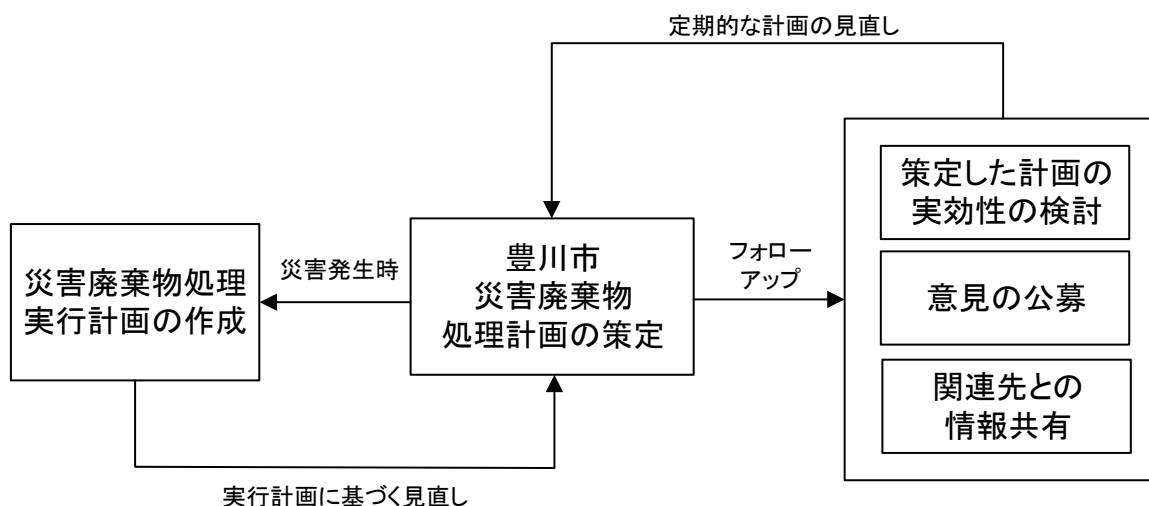 定期的な計画の見直し
策定した計画の
実効性の検討
意見の公募
関連先との
情報共有
フォロー
アップ
豊川市
災害廃棄物
処理計画の策定
災害発生時
災害廃棄物処理
実行計画の作成
実行計画に基づく見直し